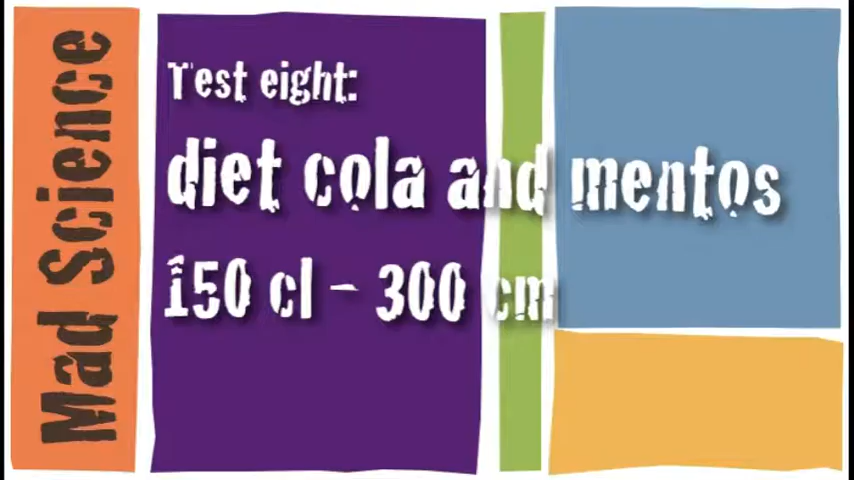 Mad Science
Test eight:
diet cola and mentos
150 cl - 300 cm